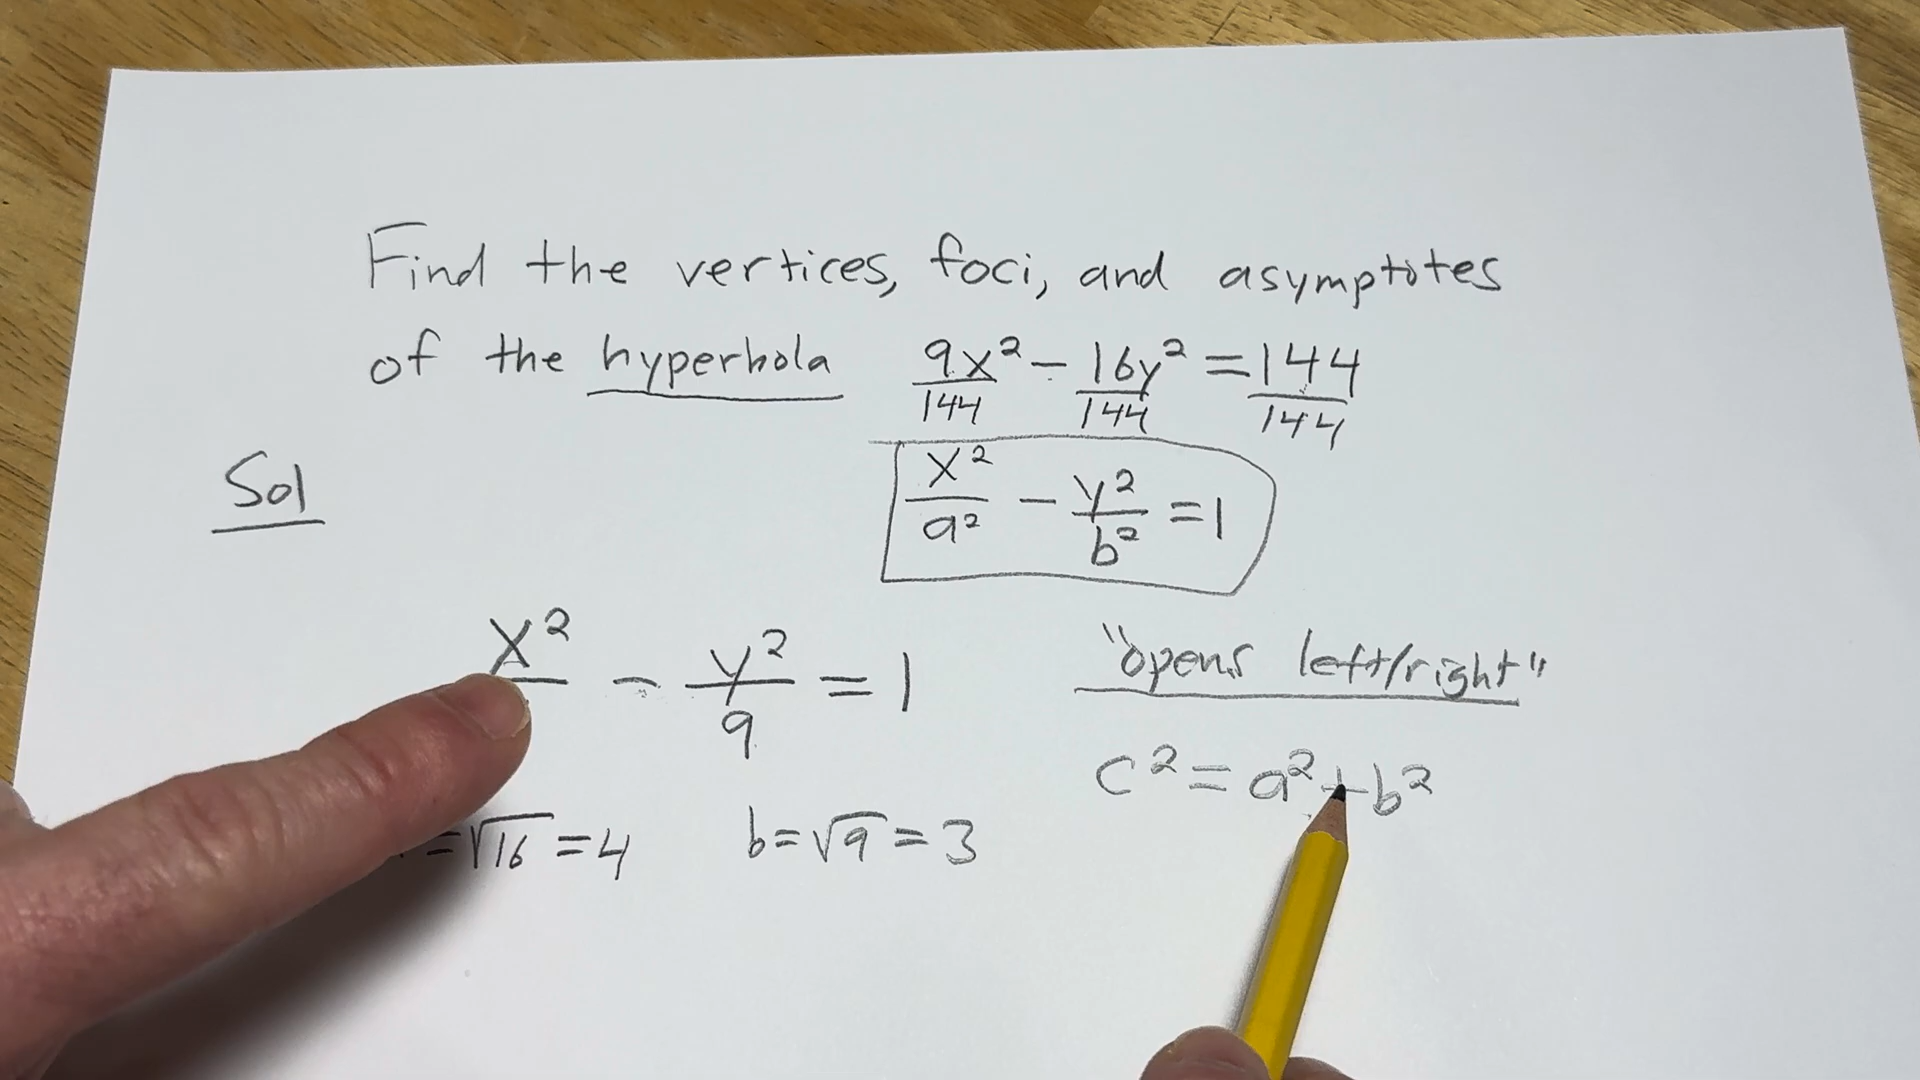 Find the vertices, foci, and asymptotes
of the hyperbola 9x²/144 - 16y²/144 = 144/144
Sol
x²/a² - y²/b² = 1
x² - y²/9 = 1
"opens left/right"
c² = a² + b²
= √16 = 4 b = √9 = 3